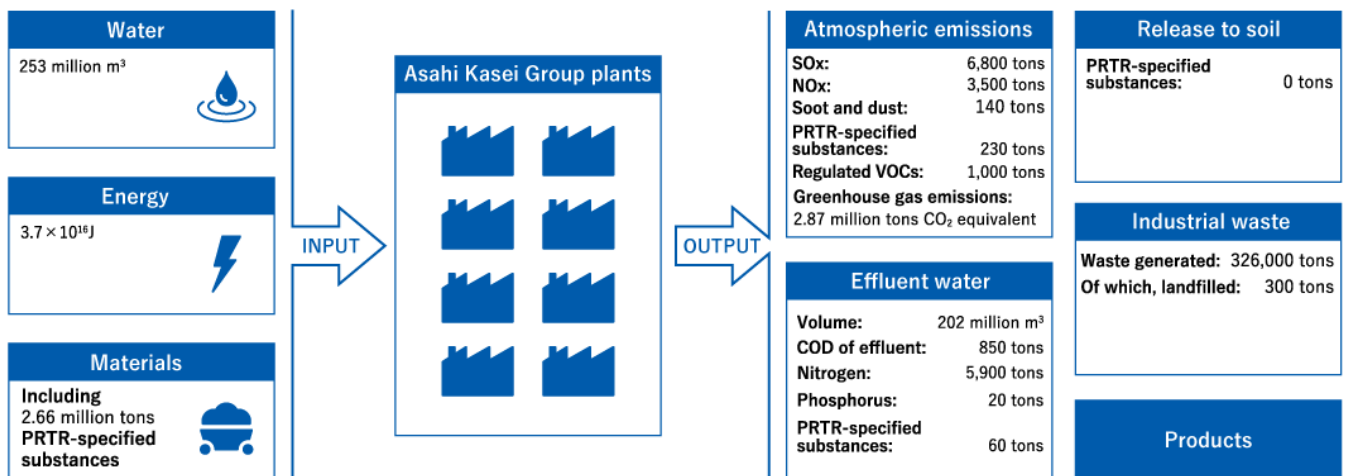 Water
253 million m³
Energy
3.7 × 10¹⁶J
Materials
Including
2.66 million tons
PRTR-specified
substances
INPUT
Asahi Kasei Group plants
OUTPUT
Atmospheric emissions
SOx: 6,800 tons
NOx: 3,500 tons
Soot and dust: 140 tons
PRTR-specified
substances: 230 tons
Regulated VOCs: 1,000 tons
Greenhouse gas emissions:
2.87 million tons CO₂ equivalent
Effluent water
Volume: 202 million m³
COD of effluent: 850 tons
Nitrogen: 5,900 tons
Phosphorus: 20 tons
PRTR-specified
substances: 60 tons
Release to soil
PRTR-specified
substances: 0 tons
Industrial waste
Waste generated: 326,000 tons
Of which, landfilled: 300 tons
Products